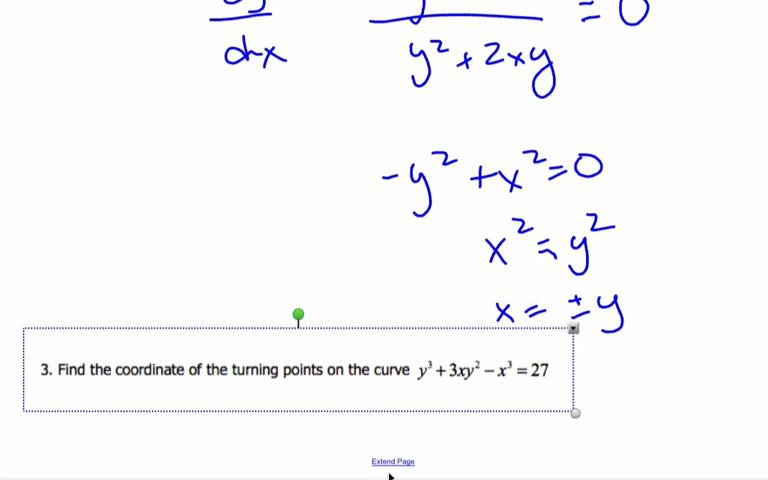 = 0
dx
y² + 2xy
-y² + x² = 0
x² = y²
x = ± y
3. Find the coordinate of the turning points on the curve y³ + 3xy² − x³ = 27
Extend Page